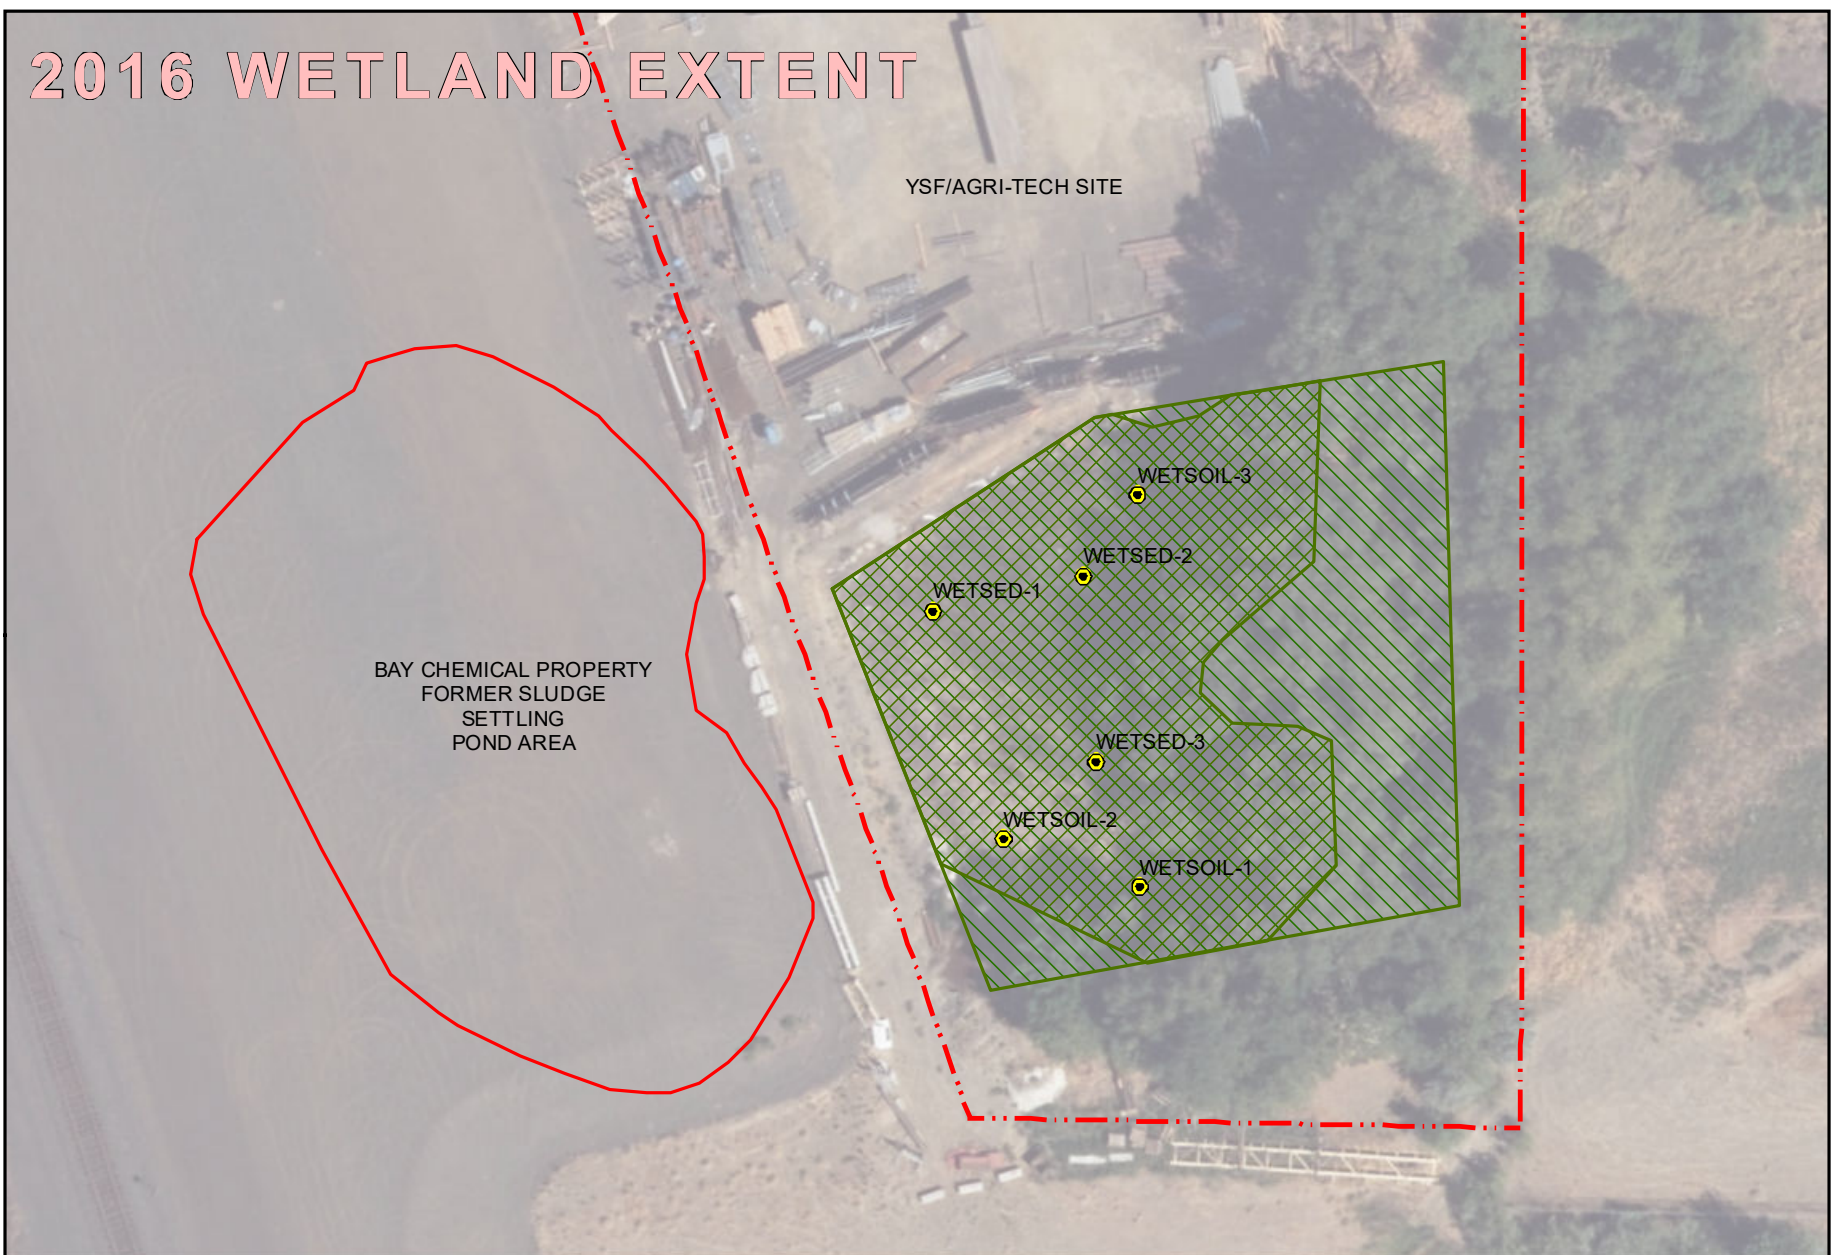 2016 WETLAND EXTENT
YSF/AGRI-TECH SITE
WETSOIL-3
WETSED-2
WETSED-1
BAY CHEMICAL PROPERTY
FORMER SLUDGE
SETTLING
POND AREA
WETSED-3
WETSOIL-2
WETSOIL-1